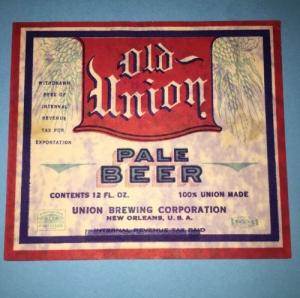 Old-
Union
WITHDRAWN
FREE OF
INTERNAL
REVENUE
TAX FOR
EXPORTATION
PALE
BEER
CONTENTS 12 FL. OZ. 100% UNION MADE
UNION BREWING CORPORATION
NEW ORLEANS, U. S. A.
INTERNAL REVENUE TAX PAID